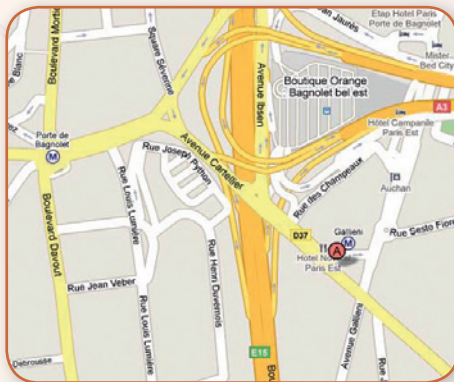 Boulevard Mortier
Square Séverine
Avenue Ibsen
Jean Jaurès
Etap Hotel Paris
Porte de Bagnolet
Mister
Bed City
Boutique Orange
Bagnolet bel est
A3
Hôtel Campanile
Paris Est
Porte de
Bagnolet
M
Rue Joseph Python
Avenue Cartellier
Rue des Champeaux
Auchan
Rue Louis Lumière
Boulevard Davout
D37
Gallieni
M
A
Hotel Nov
Paris Est
Rue Sesto Fior
Rue Jean Veber
Rue Henri Duvernois
Rue Louis Lumière
Avenue Gallieni
E15
Debrousse